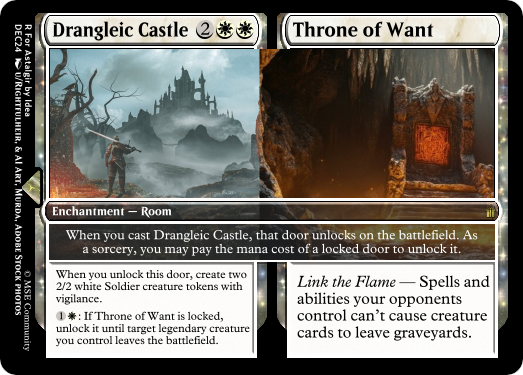 Drangleic Castle 2
Throne of Want
Enchantment — Room
When you cast Drangleic Castle, that door unlocks on the battlefield. As
a sorcery, you may pay the mana cost of a locked door to unlock it.
When you unlock this door, create two
2/2 white Soldier creature tokens with
vigilance.
1 : If Throne of Want is locked,
unlock it until target legendary creature
you control leaves the battlefield.
Link the Flame — Spells and
abilities your opponents
control can't cause creature
cards to leave graveyards.
R For Astalgir by Idea
DEC24 U/Rightfulheir, & AI Art, Murda, Adobe Stock Photos
© MSE Community